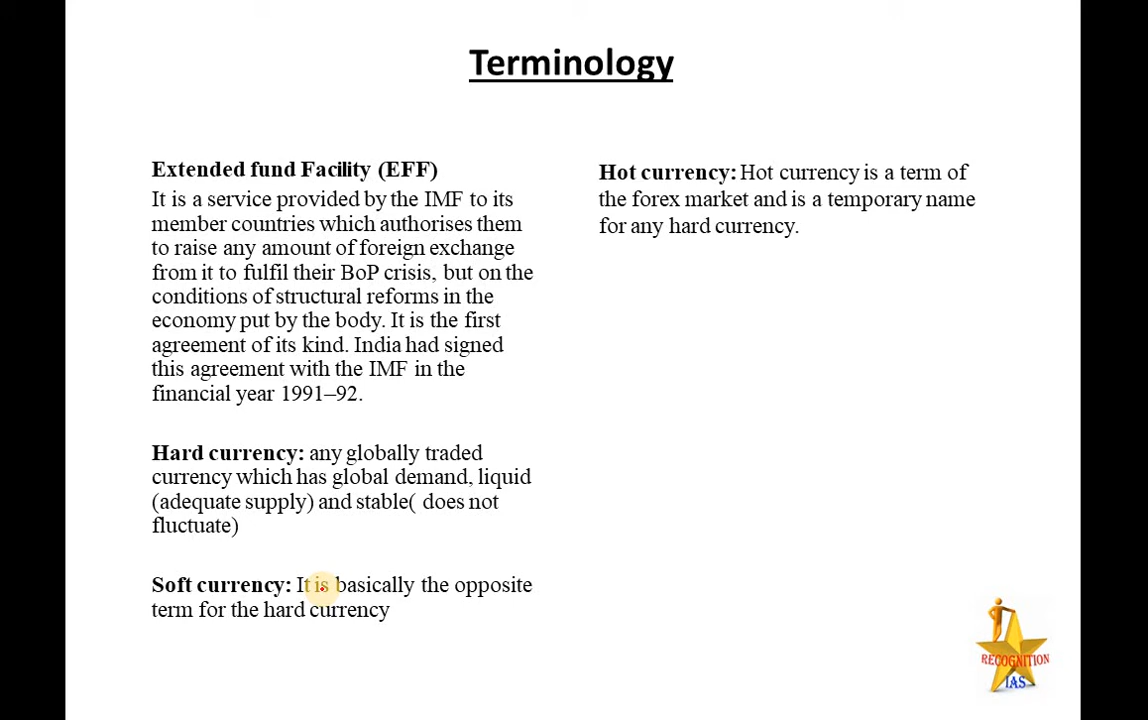 Terminology
Extended fund Facility (EFF)
It is a service provided by the IMF to its
member countries which authorises them
to raise any amount of foreign exchange
from it to fulfil their BoP crisis, but on the
conditions of structural reforms in the
economy put by the body. It is the first
agreement of its kind. India had signed
this agreement with the IMF in the
financial year 1991–92.
Hard currency: any globally traded
currency which has global demand, liquid
(adequate supply) and stable( does not
fluctuate)
Soft currency: It is basically the opposite
term for the hard currency
Hot currency: Hot currency is a term of
the forex market and is a temporary name
for any hard currency.
RECOGNITION
IAS